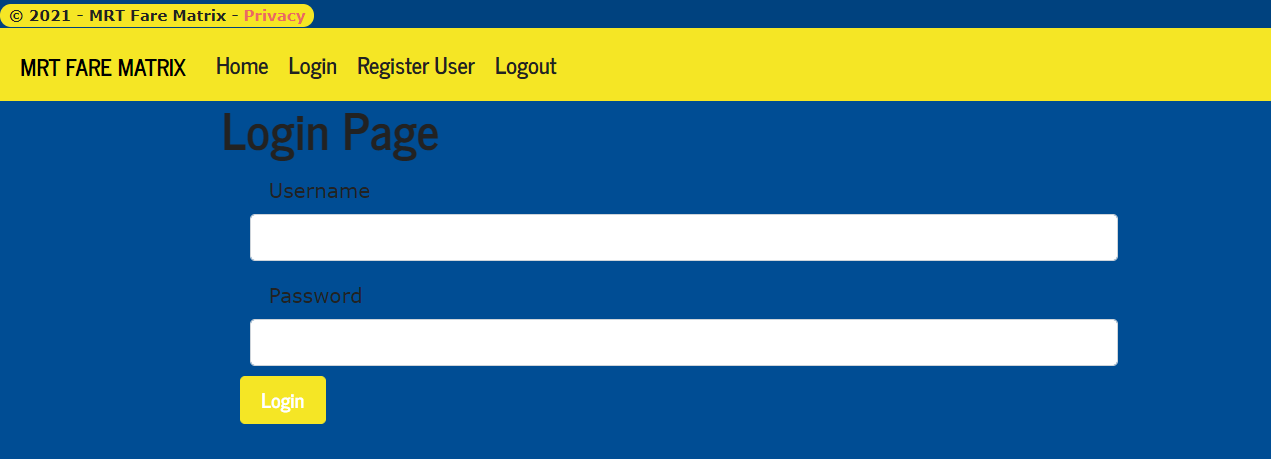 © 2021 - MRT Fare Matrix - Privacy
MRT FARE MATRIX Home Login Register User Logout
Login Page
Username
Password
Login